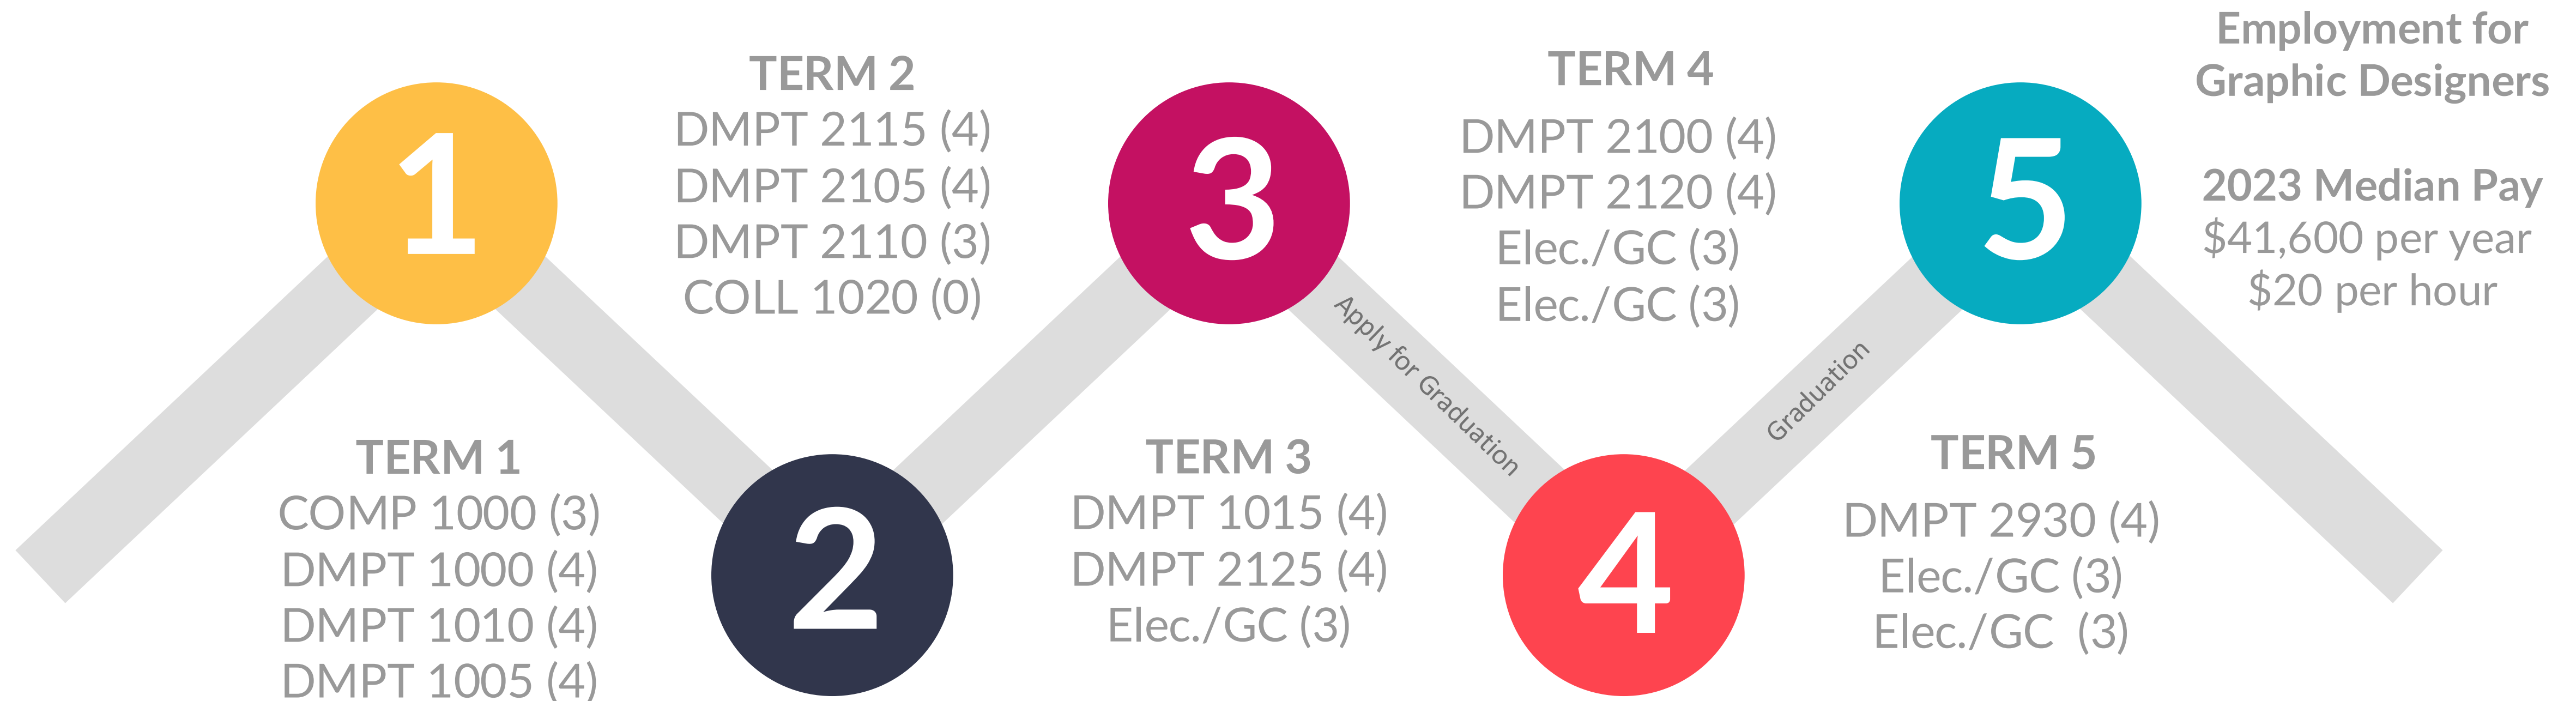 1
TERM 1
COMP 1000 (3)
DMPT 1000 (4)
DMPT 1010 (4)
DMPT 1005 (4)
TERM 2
DMPT 2115 (4)
DMPT 2105 (4)
DMPT 2110 (3)
COLL 1020 (0)
2
3
TERM 3
DMPT 1015 (4)
DMPT 2125 (4)
Elec./GC (3)
Apply for Graduation
TERM 4
DMPT 2100 (4)
DMPT 2120 (4)
Elec./GC (3)
Elec./GC (3)
4
Graduation
5
TERM 5
DMPT 2930 (4)
Elec./GC (3)
Elec./GC (3)
Employment for
Graphic Designers
2023 Median Pay
$41,600 per year
$20 per hour